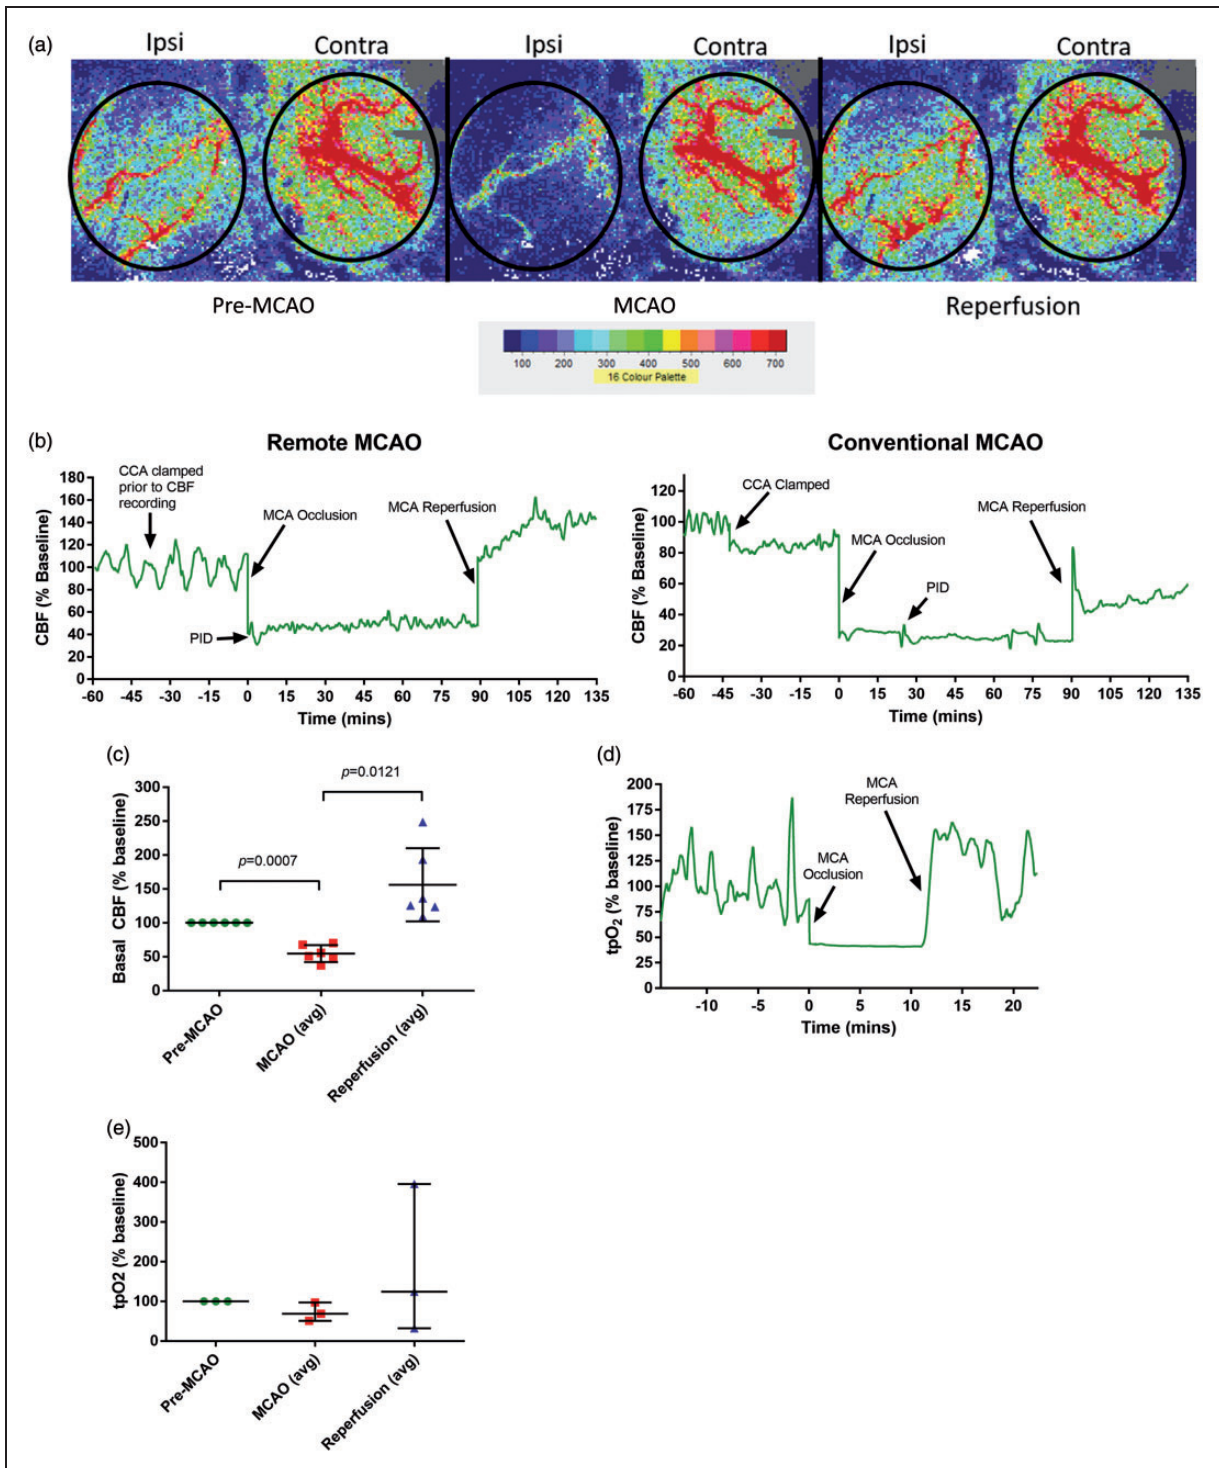 (a)
Ipsi Contra Ipsi Contra Ipsi Contra
Pre-MCAO MCAO Reperfusion
100 200 300 400 500 600 700
16 Colour Palette
(b)
Remote MCAO
CBF (% Baseline)
180
160
140
120
100
80
60
40
20
0
CCA clamped
prior to CBF
recording
MCA Occlusion
MCA Reperfusion
PID
-60 -45 -30 -15 0 15 30 45 60 75 90 105 120 135
Time (mins)
Conventional MCAO
CBF (% Baseline)
120
100
80
60
40
20
0
CCA Clamped
MCA Reperfusion
MCA Occlusion
PID
-60 -45 -30 -15 0 15 30 45 60 75 90 105 120 135
Time (mins)
(c)
Basal CBF (% baseline)
300
250
200
150
100
50
0
p=0.0121
p=0.0007
Pre-MCAO
MCAO (avg)
Reperfusion (avg)
(d)
tpO2 (% baseline)
200
175
150
125
100
75
50
25
0
MCA
Reperfusion
MCA
Occlusion
-10 -5 0 5 10 15 20
Time (mins)
(e)
tpO2 (% baseline)
500
400
300
200
100
0
Pre-MCAO
MCAO (avg)
Reperfusion (avg)